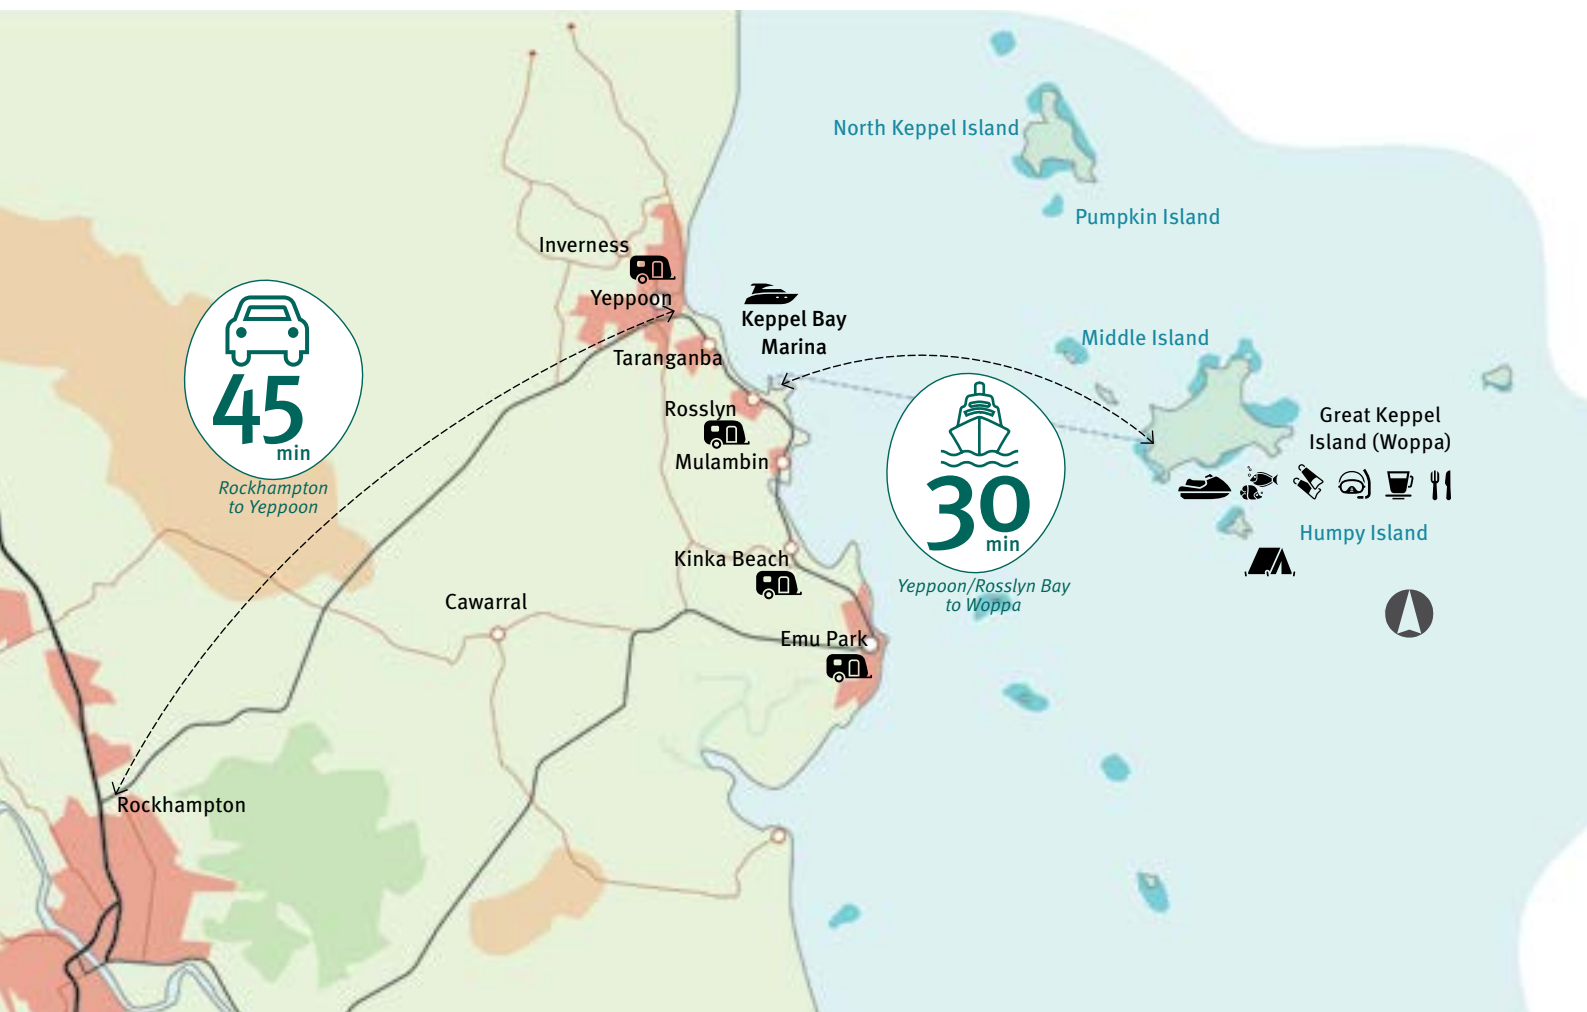 North Keppel Island
Pumpkin Island
Inverness
Yeppoon
Keppel Bay
Marina
Middle Island
Taranganba
45
min
Rockhampton
to Yeppoon
Rosslyn
Mulambin
Great Keppel
Island (Woppa)
30
min
Yeppoon/Rosslyn Bay
to Woppa
Humpy Island
Kinka Beach
Cawarral
Emu Park
Rockhampton